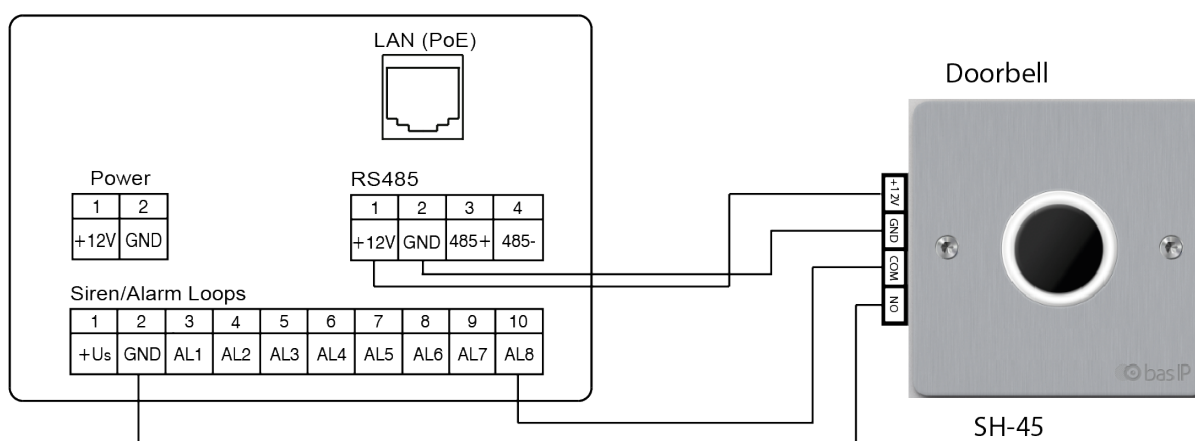 LAN (PoE)
Doorbell
Power
RS485
1 2
1 2 3 4
+12V GND
+12V GND 485+ 485-
+12V
GND
COM
NO
Siren/Alarm Loops
1 2 3 4 5 6 7 8 9 10
+Us GND AL1 AL2 AL3 AL4 AL5 AL6 AL7 AL8
bas IP
SH-45